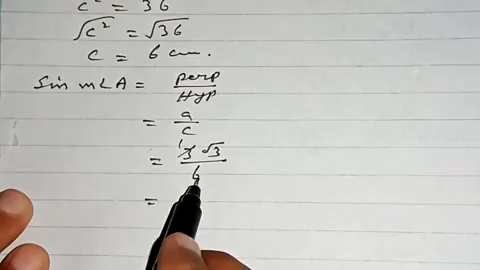 c² = 36
√c² = √36
c = 6 cm.
Sin m∠A = perp/Hyp
= a/c
= 3√3/6
=